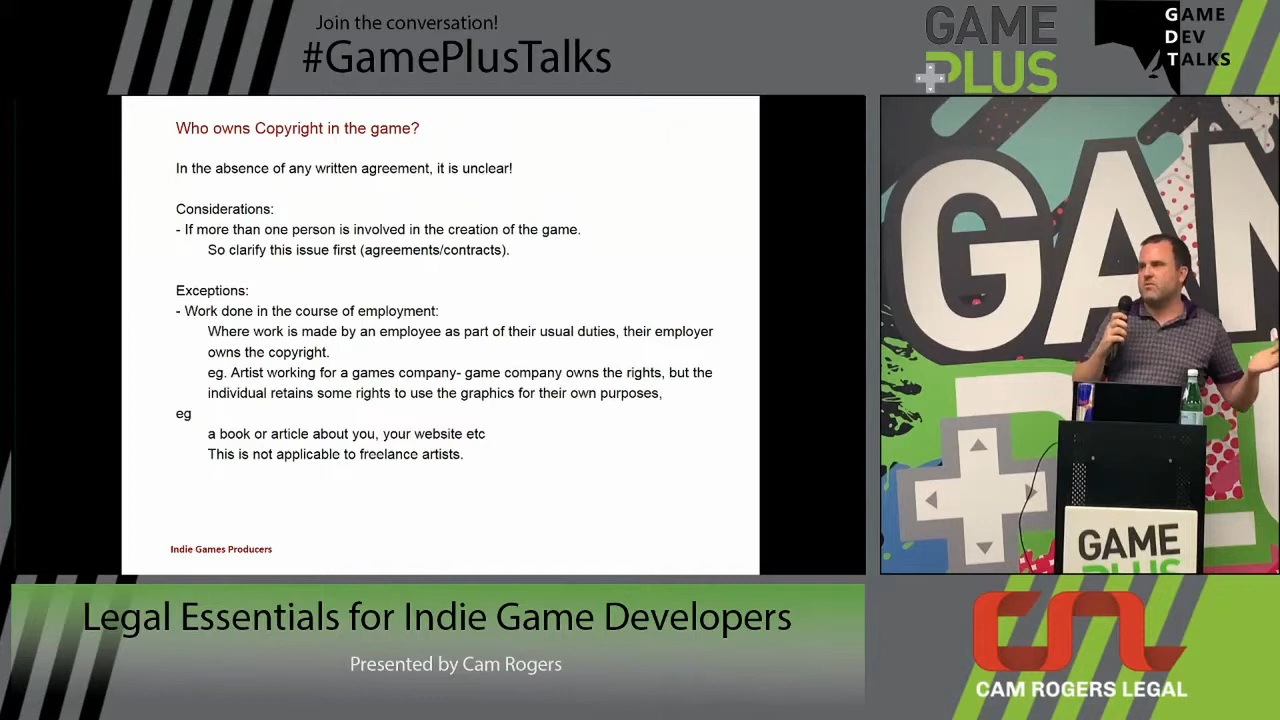 Join the conversation!
#GamePlusTalks
GAME
PLUS
GAME
DEV
TALKS
Who owns Copyright in the game?
In the absence of any written agreement, it is unclear!
Considerations:
- If more than one person is involved in the creation of the game.
So clarify this issue first (agreements/contracts).
Exceptions:
- Work done in the course of employment:
Where work is made by an employee as part of their usual duties, their employer
owns the copyright.
eg. Artist working for a games company- game company owns the rights, but the
individual retains some rights to use the graphics for their own purposes,
eg
a book or article about you, your website etc
This is not applicable to freelance artists.
Indie Games Producers
GAM
GAME
PLUS
Legal Essentials for Indie Game Developers
Presented by Cam Rogers
CAM ROGERS LEGAL